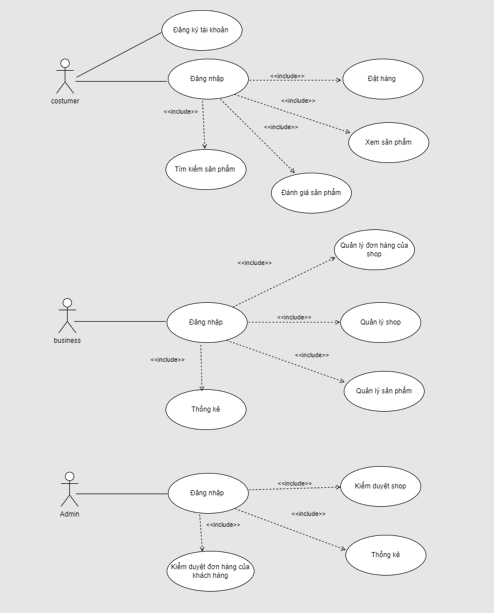 Đăng ký tài khoản
costumer
Đăng nhập
<<include>>
Đặt hàng
<<include>>
<<include>>
<<include>>
Xem sản phẩm
Tìm kiếm sản phẩm
Đánh giá sản phẩm
Quản lý đơn hàng của
shop
<<include>>
business
Đăng nhập
<<include>>
Quản lý shop
<<include>>
<<include>>
Quản lý sản phẩm
Thống kê
Admin
Đăng nhập
<<include>>
Kiểm duyệt shop
<<include>>
<<include>>
Thống kê
Kiểm duyệt đơn hàng của
khách hàng